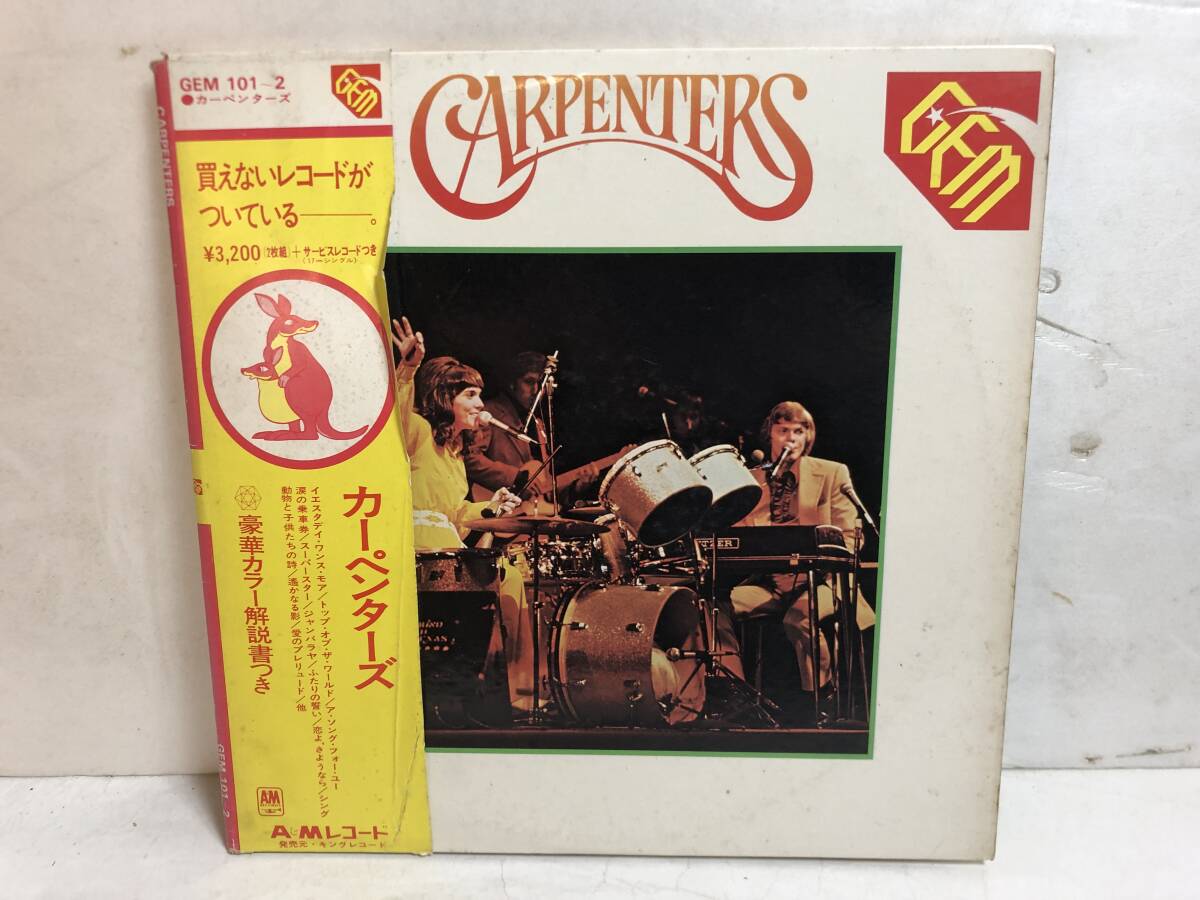 GEM 101~2
●カーペンターズ
GEM
買えないレコードが
ついている——。
¥3,200(2枚組)+サービスレコードつき
(17㎝シングル)
カーペンターズ
イエスタデイ・ワンス・モア/トップ・オブ・ザ・ワールド/ア・ソング・フォー・ユー
涙の乗車券/スーパースター/ジャンバラヤ/ふたりの誓い/恋よ、さようなら/シング
動物と子供たちの詩/遙かなる影/愛のプレリュード/他
豪華カラー解説書つき
AM
A&Mレコード
発売元・キングレコード
CARPENTERS
GEM 101~2
CARPENTERS
GEM